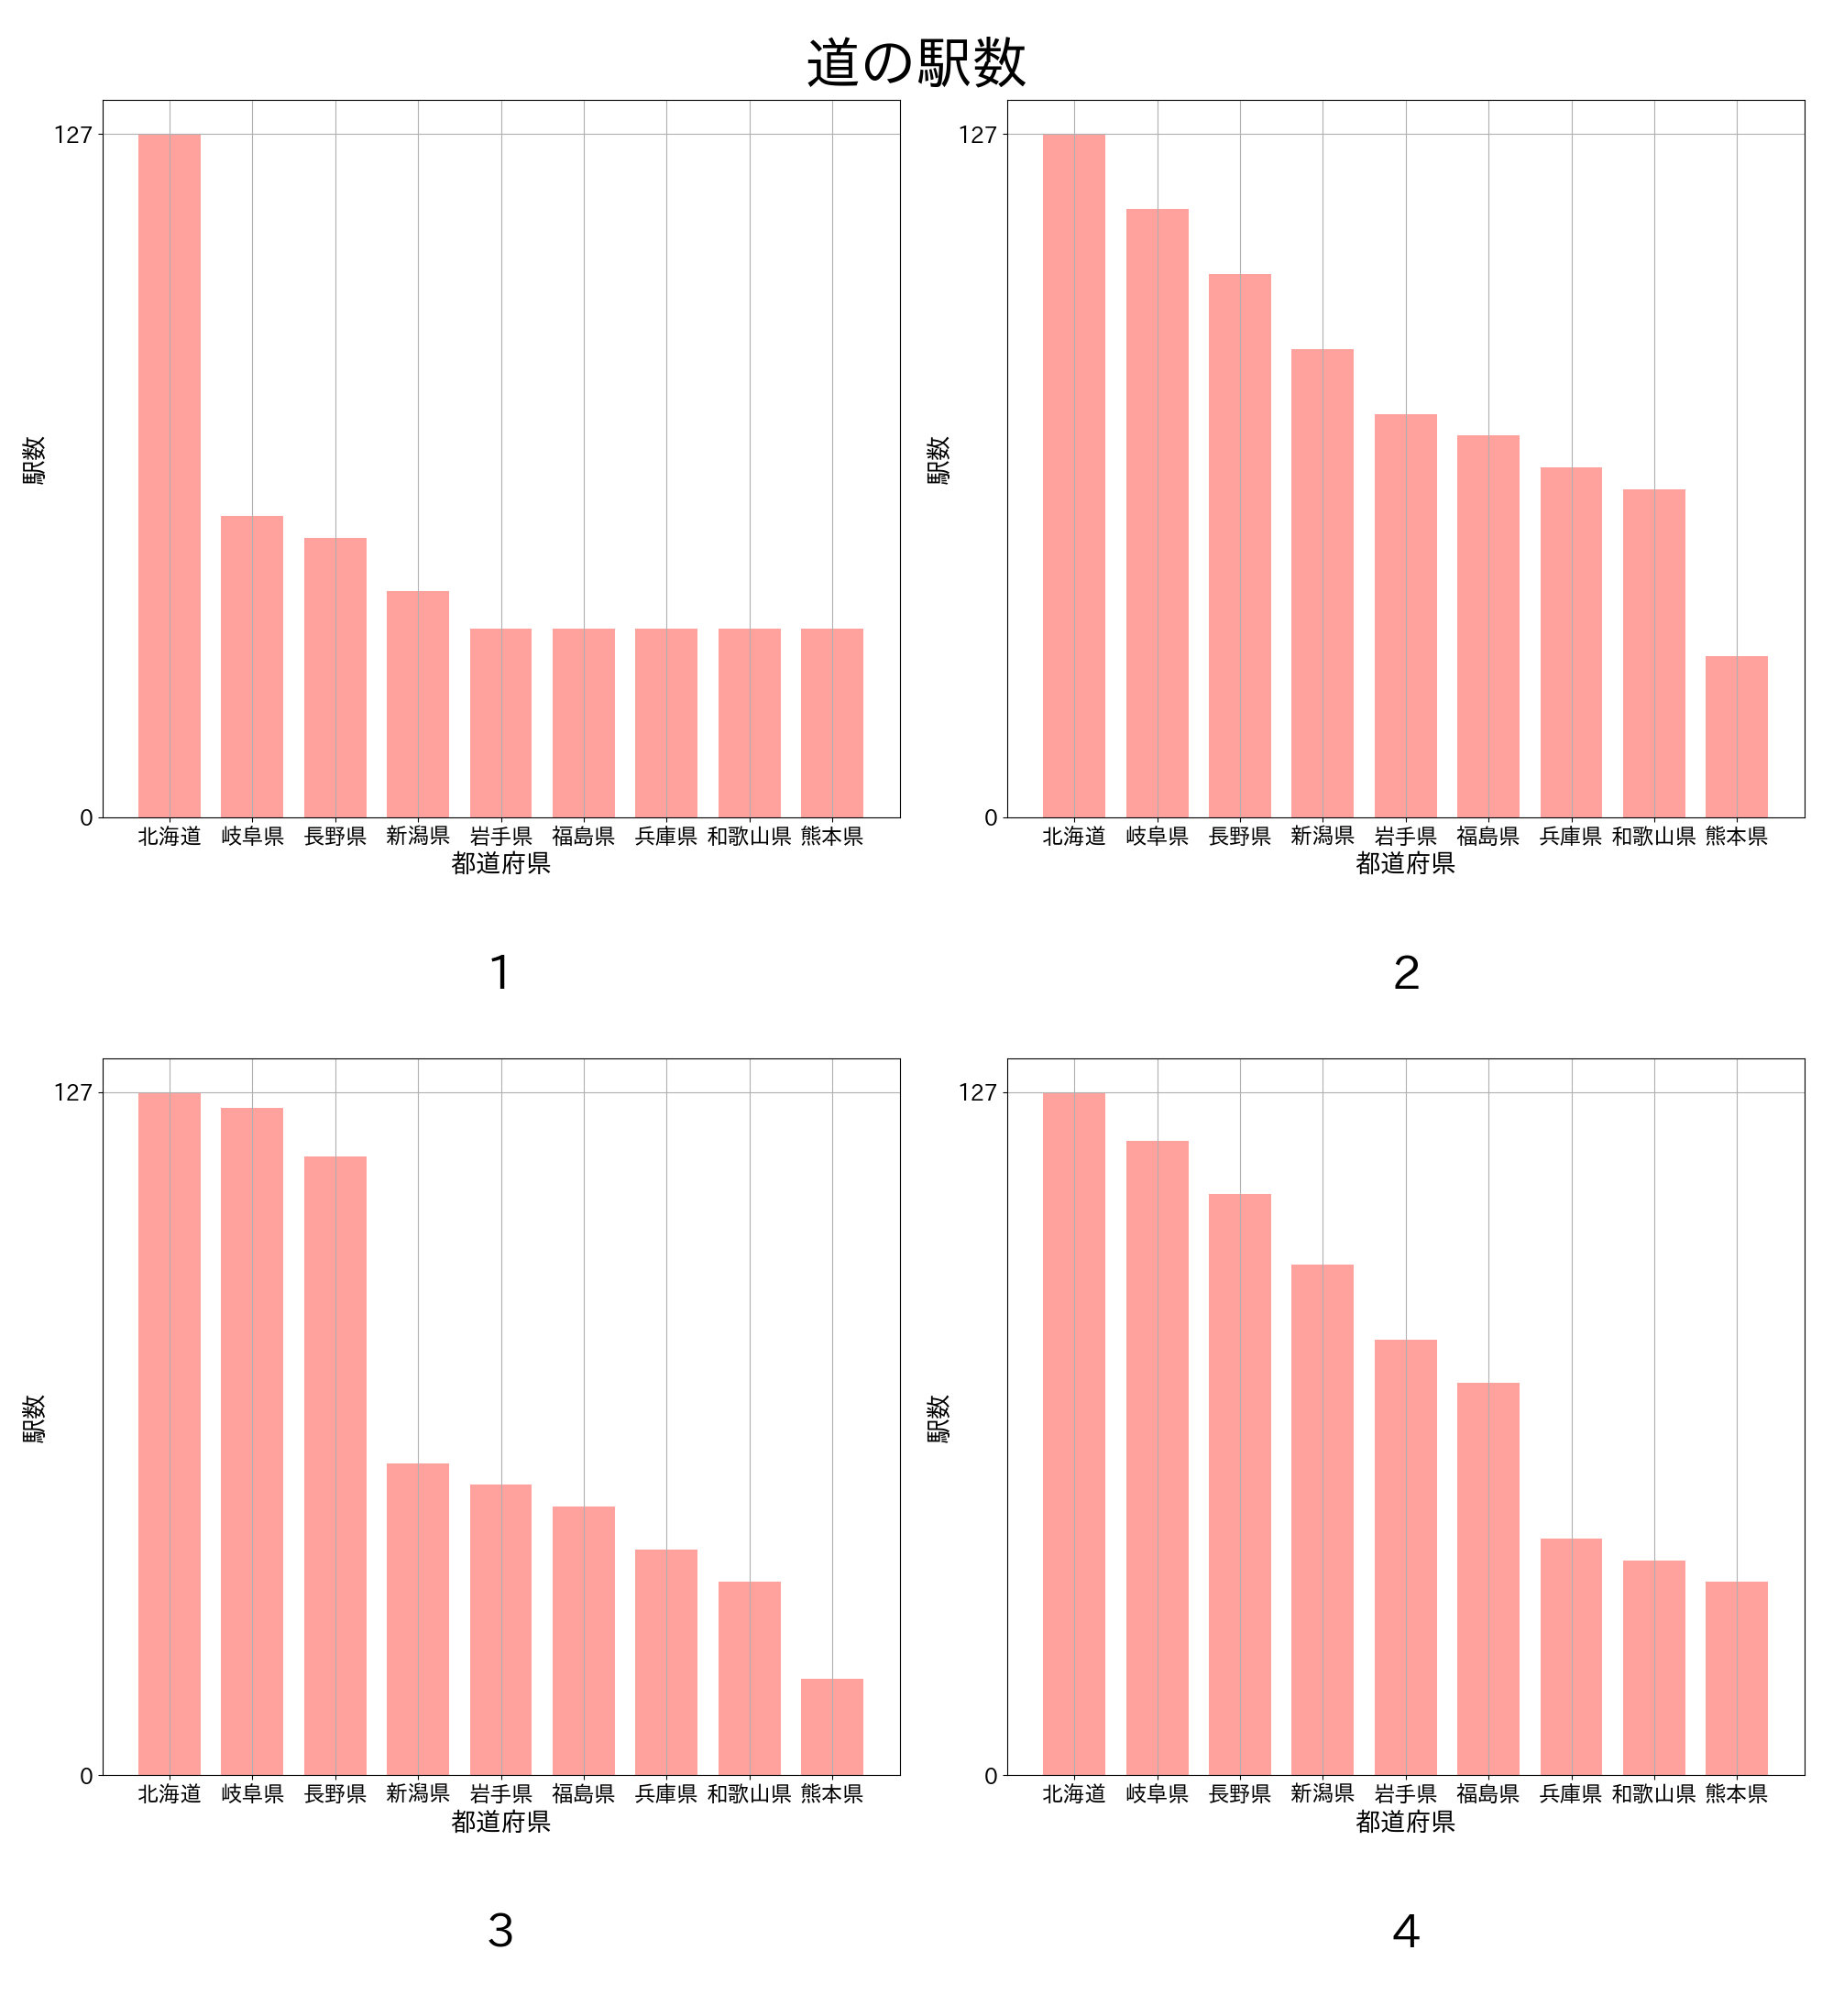 道の駅数
127
0
駅数
北海道 岐阜県 長野県 新潟県 岩手県 福島県 兵庫県 和歌山県 熊本県
都道府県
1
127
0
駅数
北海道 岐阜県 長野県 新潟県 岩手県 福島県 兵庫県 和歌山県 熊本県
都道府県
2
127
0
駅数
北海道 岐阜県 長野県 新潟県 岩手県 福島県 兵庫県 和歌山県 熊本県
都道府県
3
127
0
駅数
北海道 岐阜県 長野県 新潟県 岩手県 福島県 兵庫県 和歌山県 熊本県
都道府県
4